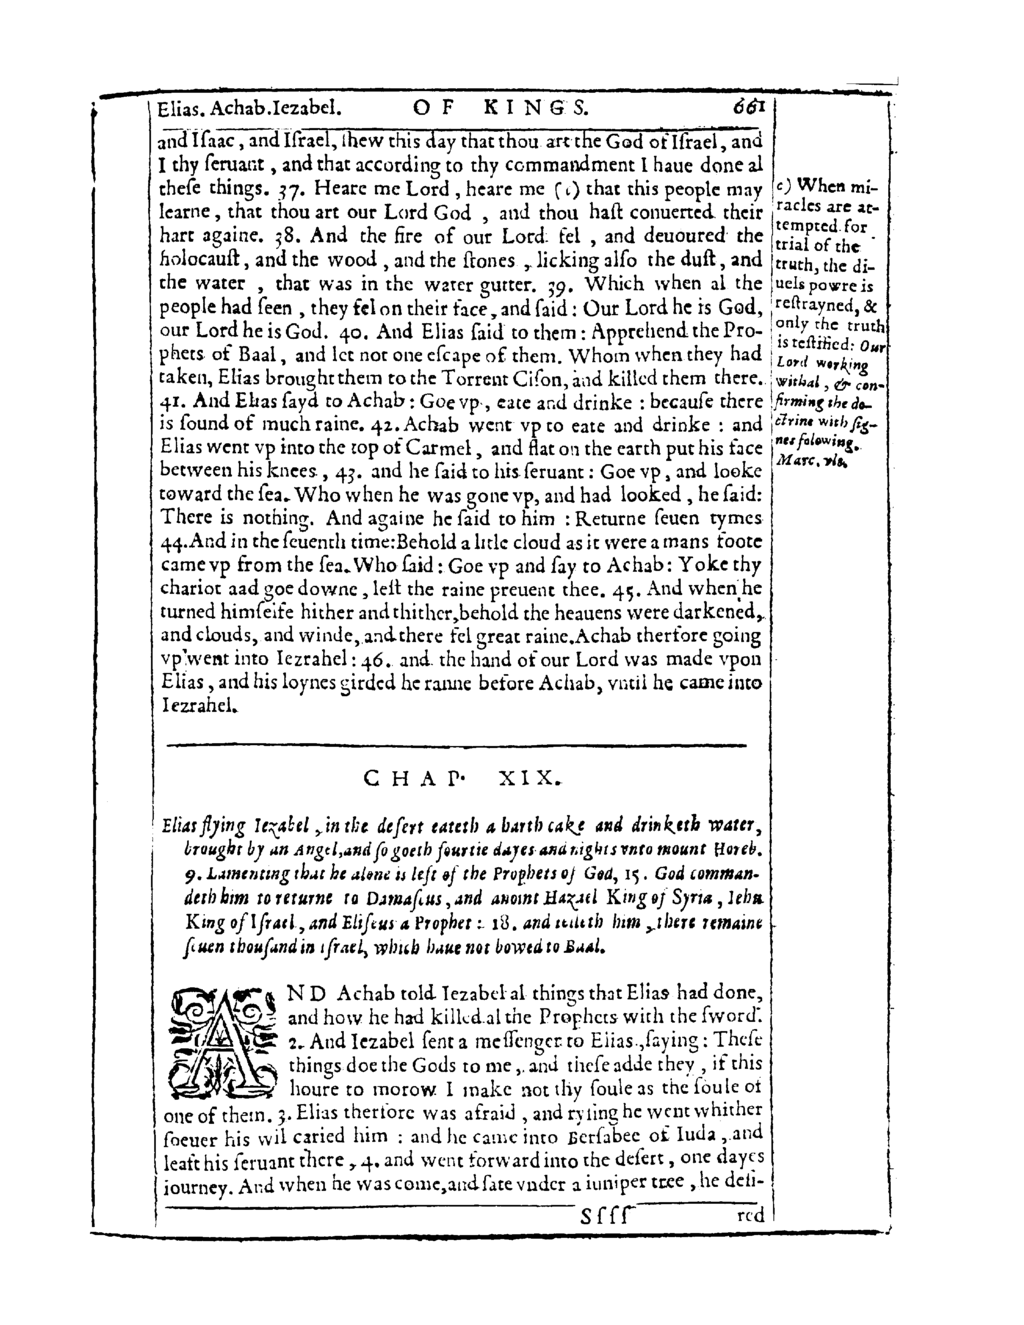 Elias. Achab. Iezabel. OF KINGS. 661
and Iſaac, and Iſrael, ſhew this day that thou art the God of Iſrael, and
I thy ſeruant, and that according to thy commandment I haue done al
theſe things. 37. Heare me Lord, heare me (c) that this people may
learne, that thou art our Lord God, and thou haſt conuerted their
hart againe. 38. And the fire of our Lord fel, and deuoured the
holocauſt, and the wood, and the ſtones, licking alſo the duſt, and
the water, that was in the water gutter. 39. Which when al the
people had ſeen, they fel on their face, and ſaid: Our Lord he is God,
our Lord he is God. 40. And Elias ſaid to them: Apprehend the Pro-
phets of Baal, and let not one eſcape of them. Whom when they had
taken, Elias brought them to the Torrent Ciſon, and killed them there.
41. And Elias ſayd to Achab: Goe vp, eate and drinke: becauſe there
is ſound of much raine. 42. Achab went vp to eate and drinke: and
Elias went vp into the top of Carmel, and flat on the earth put his face
between his knees, 43. and he ſaid to his ſeruant: Goe vp, and looke
toward the ſea. Who when he was gone vp, and had looked, he ſaid:
There is nothing. And againe he ſaid to him: Returne ſeuen tymes
44. And in the ſeuenth time: Behold a litle cloud as it were a mans foote
came vp from the ſea. Who ſaid: Goe vp and ſay to Achab: Yoke thy
chariot aad goe downe, leſt the raine preuent thee. 45. And when he
turned himſelfe hither and thither, behold the heauens were darkened,
and clouds, and winde, and there fel great raine. Achab therfore going
vp went into Iezrahel: 46. and the hand of our Lord was made vpon
Elias, and his loynes girded he ranne before Achab, vntil he came into
Iezrahel.
c) When mi-
racles are at-
tempted for
trial of the
truth, the di-
uels powre is
reſtrayned, &
only the truth
is teſtified: Our
Lord working
withal, & con-
firming the do-
ctrine with ſig-
nes folowing.
Marc. vlt.
CHAP. XIX.
Elias flying Iezabel, in the deſert eateth a harth cake and drinketh water,
brought by an Angel, and ſo goeth fourtie dayes and nights vnto mount Horeb.
9. Lamenting that he alone is left of the Prophets of God, 15. God comman-
deth him to returne to Damaſcus, and anoint Hazael King of Syria, Iehu
King of Iſrael, and Eliſeus a Prophet: 18. and telleth him, there remaine
ſeuen thouſand in Iſrael, which haue not bowed to Baal.
AND Achab told Iezabel al things that Elias had done,
and how he had killed al the Prophets with the ſword.
2. And Iezabel ſent a meſſenger to Elias, ſaying: Theſe
things doe the Gods to me, and theſe adde they, if this
houre to morow I make not thy ſoule as the ſoule of
one of them. 3. Elias therfore was afraid, and ryſing he went whither
ſoeuer his wil caried him: and he came into Berſabee of Iuda, and
leaft his ſeruant there, 4. and went forward into the deſert, one dayes
iourney. And when he was come, and ſate vnder a iuniper tree, he deſi-
Sſſſ red